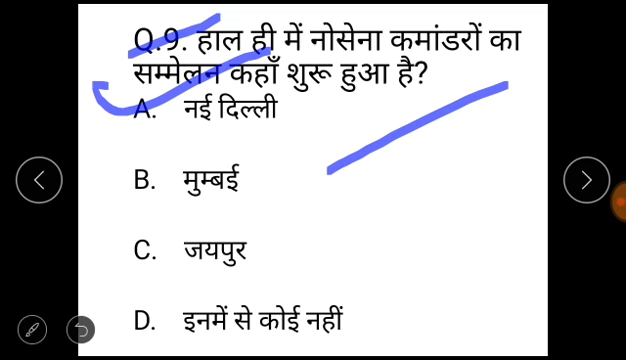 Q.9. हाल ही में नोसेना कमांडरों का
सम्मेलन कहाँ शुरू हुआ है?
A. नई दिल्ली
B. मुम्बई
C. जयपुर
D. इनमें से कोई नहीं